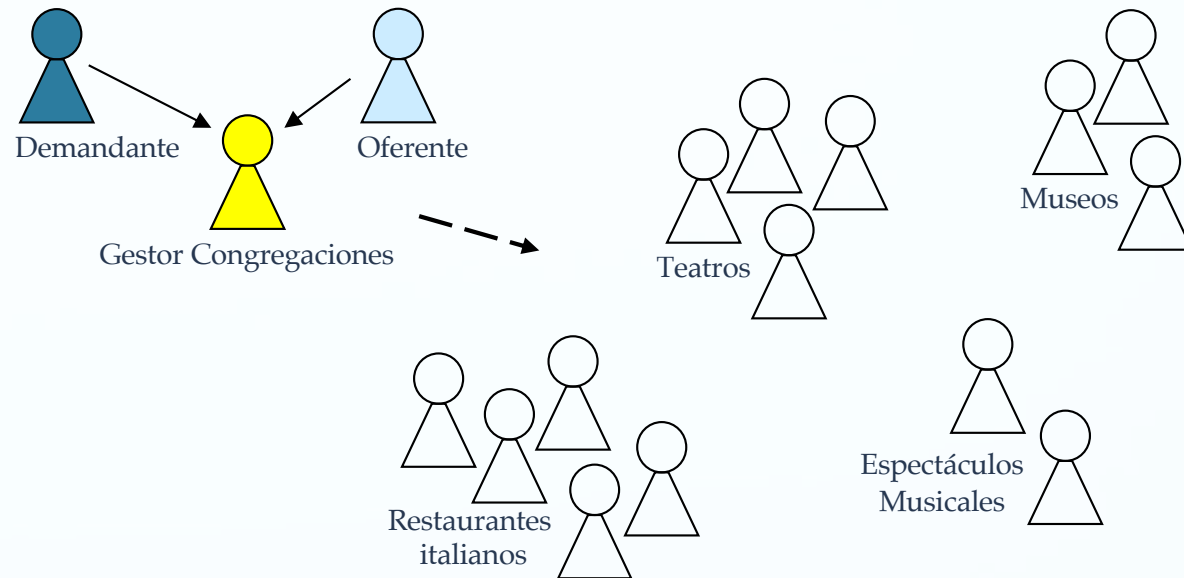 Demandante
Oferente
Gestor Congregaciones
Museos
Teatros
Espectáculos
Musicales
Restaurantes
italianos